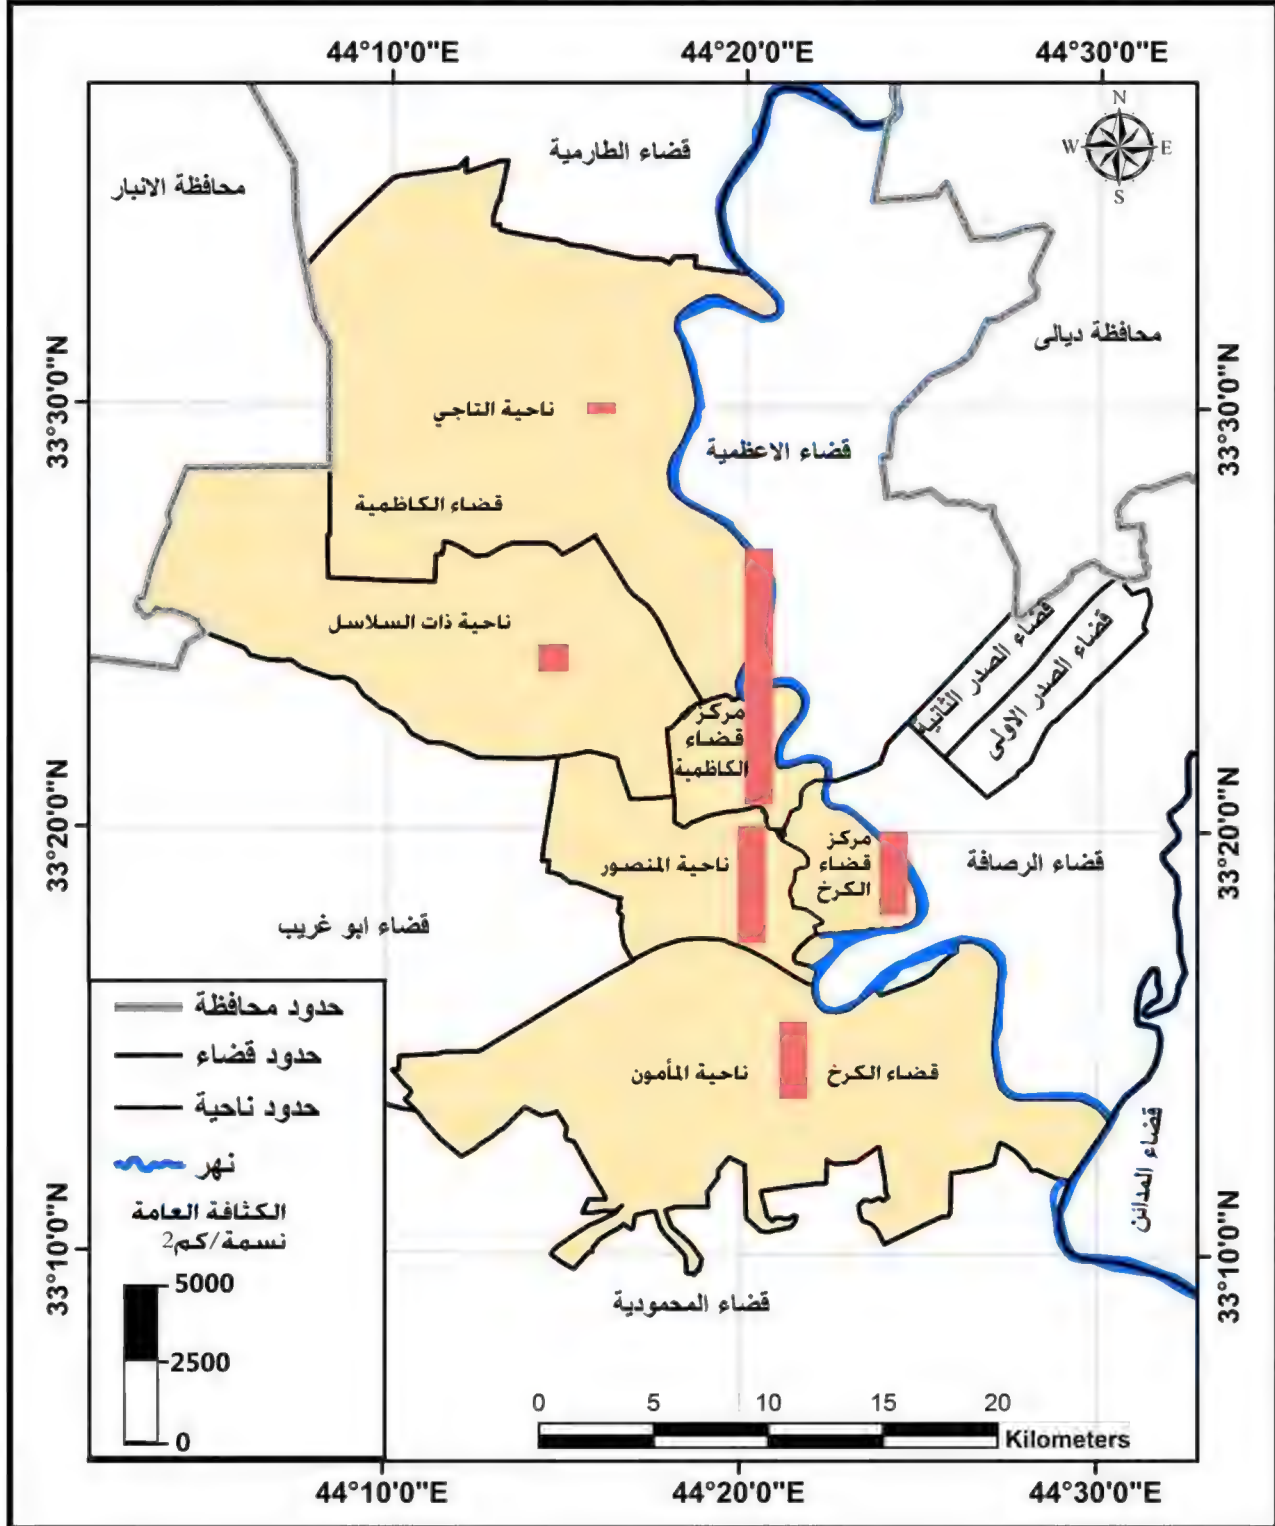 44°10'0"E
44°20'0"E
44°30'0"E
N
W
E
S
قضاء الطارمية
محافظة الانبار
محافظة ديالى
33°30'0"N
33°30'0"N
ناحية التاجي
قضاء الاعظمية
قضاء الكاظمية
ناحية ذات السلاسل
قضاء الصدر الثانية
قضاء الصدر الاولى
مركز
قضاء
الكاظمية
33°20'0"N
33°20'0"N
مركز
قضاء
الكرخ
ناحية المنصور
قضاء الرصافة
قضاء ابو غريب
ناحية المأمون
قضاء الكرخ
قضاء المدائن
قضاء المحمودية
حدود محافظة
حدود قضاء
حدود ناحية
نهر
الكثافة العامة
نسمة/كم2
5000
2500
0
33°10'0"N
33°10'0"N
0 5 10 15 20
Kilometers
44°10'0"E
44°20'0"E
44°30'0"E